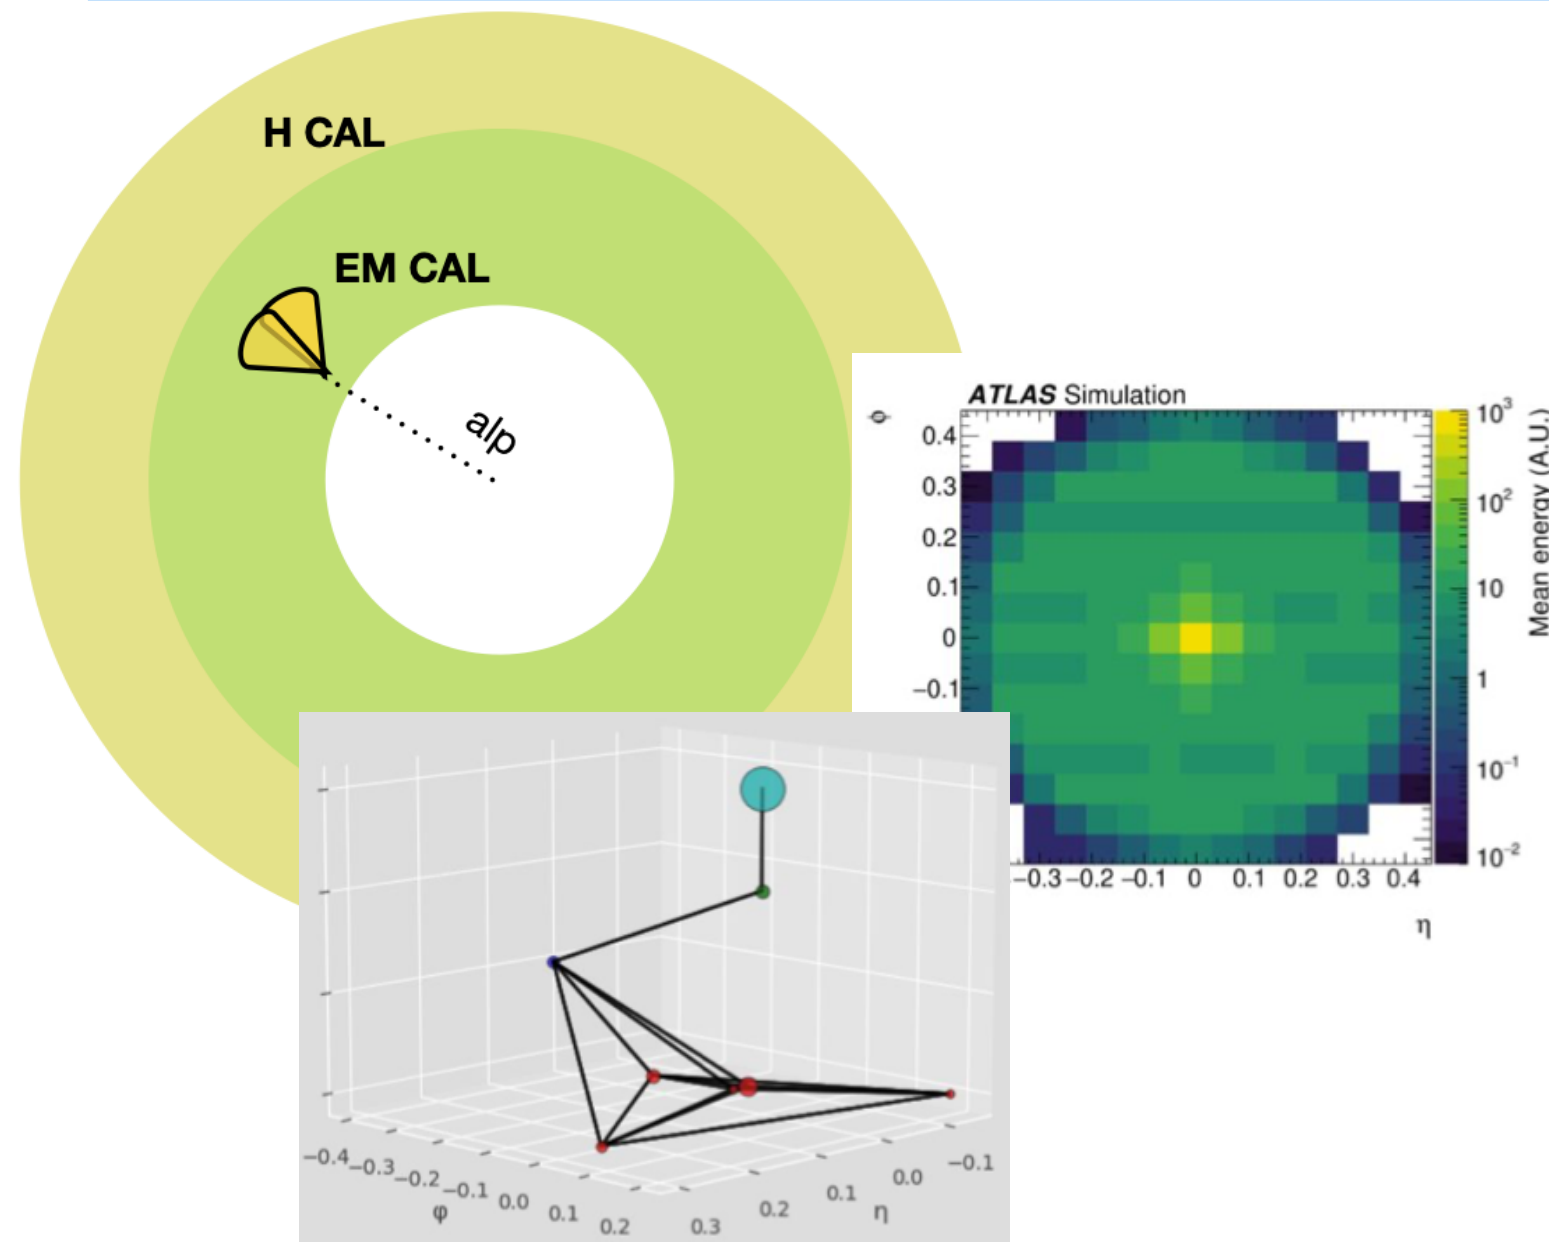 H CAL
EM CAL
alp
ATLAS Simulation
ϕ
0.4
0.3
0.2
0.1
0
−0.1
−0.3 −0.2 −0.1 0 0.1 0.2 0.3 0.4
η
10³
10²
10
1
10⁻¹
10⁻²
Mean energy (A.U.)
−0.4 −0.3 −0.2 −0.1 0.0 0.1 0.2
φ
0.3 0.2 0.1 0.0 −0.1
η